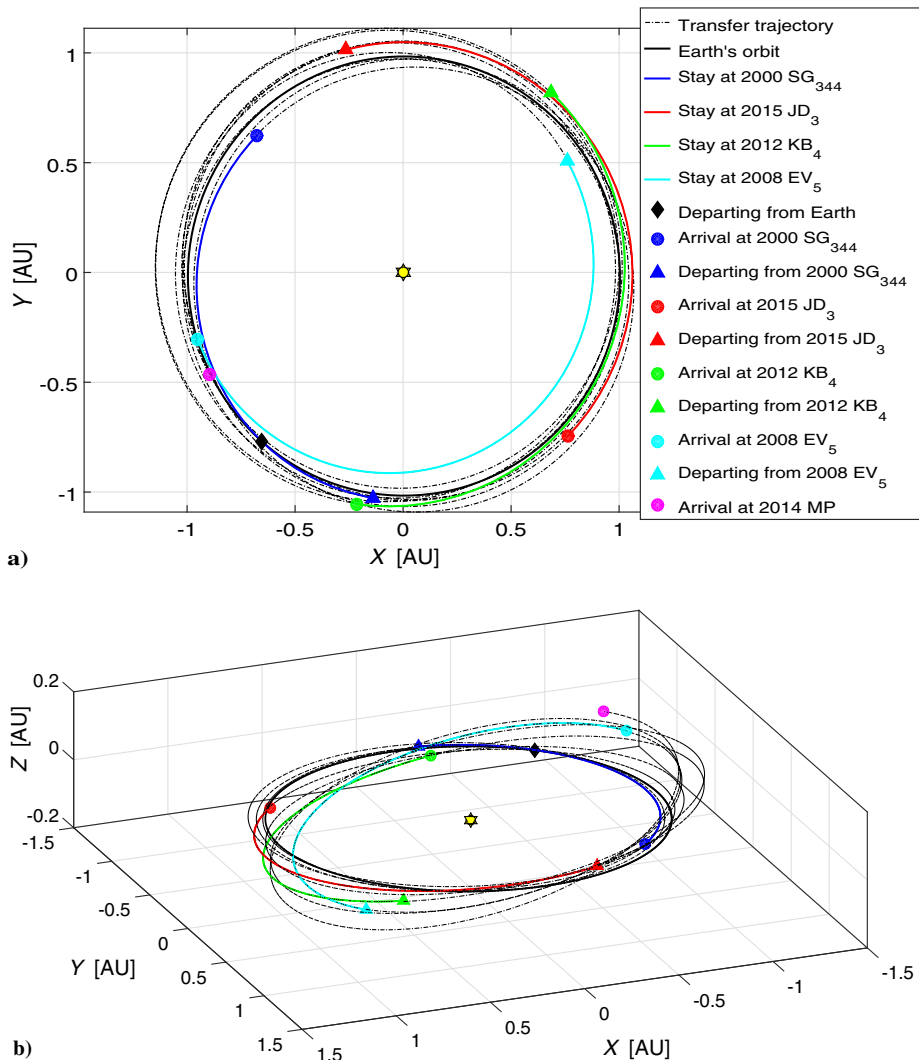 1
0.5
0
-0.5
-1
Y [AU]
-1
-0.5
0
0.5
1
X [AU]
a)
Transfer trajectory
Earth's orbit
Stay at 2000 SG344
Stay at 2015 JD3
Stay at 2012 KB4
Stay at 2008 EV5
Departing from Earth
Arrival at 2000 SG344
Departing from 2000 SG344
Arrival at 2015 JD3
Departing from 2015 JD3
Arrival at 2012 KB4
Departing from 2012 KB4
Arrival at 2008 EV5
Departing from 2008 EV5
Arrival at 2014 MP
0.2
0
-0.2
Z [AU]
-1.5
-1
-0.5
0
0.5
1
1.5
Y [AU]
1.5
1
0.5
0
-0.5
-1
-1.5
X [AU]
b)